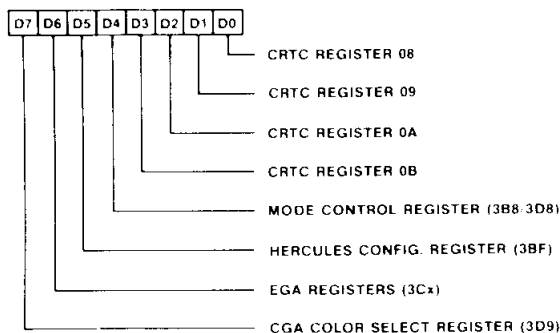 D7 D6 D5 D4 D3 D2 D1 D0
CRTC REGISTER 08
CRTC REGISTER 09
CRTC REGISTER 0A
CRTC REGISTER 0B
MODE CONTROL REGISTER (3B8/3D8)
HERCULES CONFIG. REGISTER (3BF)
EGA REGISTERS (3Cx)
CGA COLOR SELECT REGISTER (3D9)